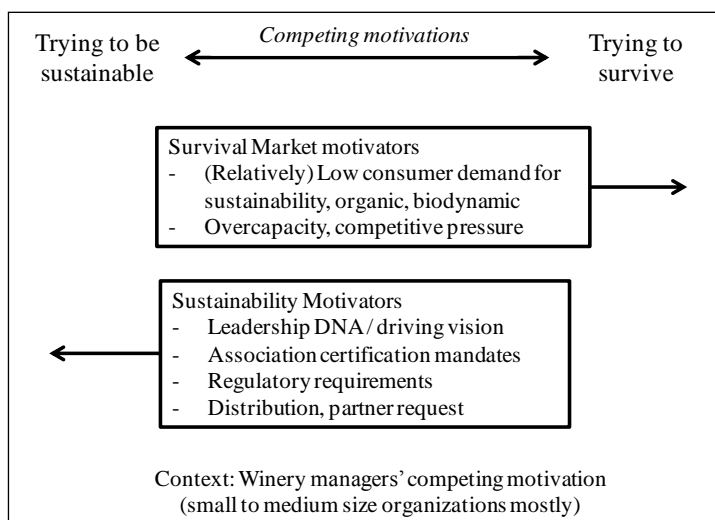 Trying to be sustainable
Competing motivations
Trying to survive
Survival Market motivators
- (Relatively) Low consumer demand for
sustainability, organic, biodynamic
- Overcapacity, competitive pressure
Sustainability Motivators
- Leadership DNA / driving vision
- Association certification mandates
- Regulatory requirements
- Distribution, partner request
Context: Winery managers’ competing motivation
(small to medium size organizations mostly)